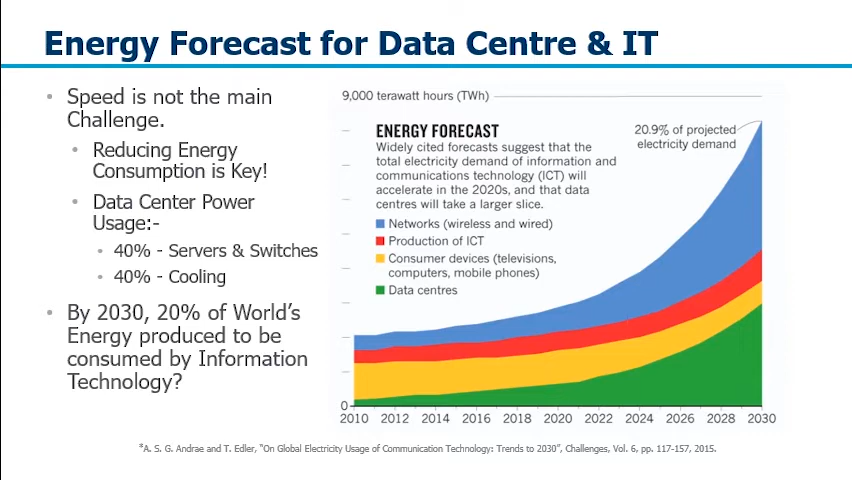 Energy Forecast for Data Centre & IT
• Speed is not the main
Challenge.
• Reducing Energy
Consumption is Key!
• Data Center Power
Usage:-
• 40% - Servers & Switches
• 40% - Cooling
• By 2030, 20% of World's
Energy produced to be
consumed by Information
Technology?
9,000 terawatt hours (TWh)
ENERGY FORECAST
Widely cited forecasts suggest that the
total electricity demand of information and
communications technology (ICT) will
accelerate in the 2020s, and that data
centres will take a larger slice.
Networks (wireless and wired)
Production of ICT
Consumer devices (televisions,
computers, mobile phones)
Data centres
20.9% of projected
electricity demand
0
2010 2012 2014 2016 2018 2020 2022 2024 2026 2028 2030
*A. S. G. Andrae and T. Edler, "On Global Electricity Usage of Communication Technology: Trends to 2030", Challenges, Vol. 6, pp. 117-157, 2015.